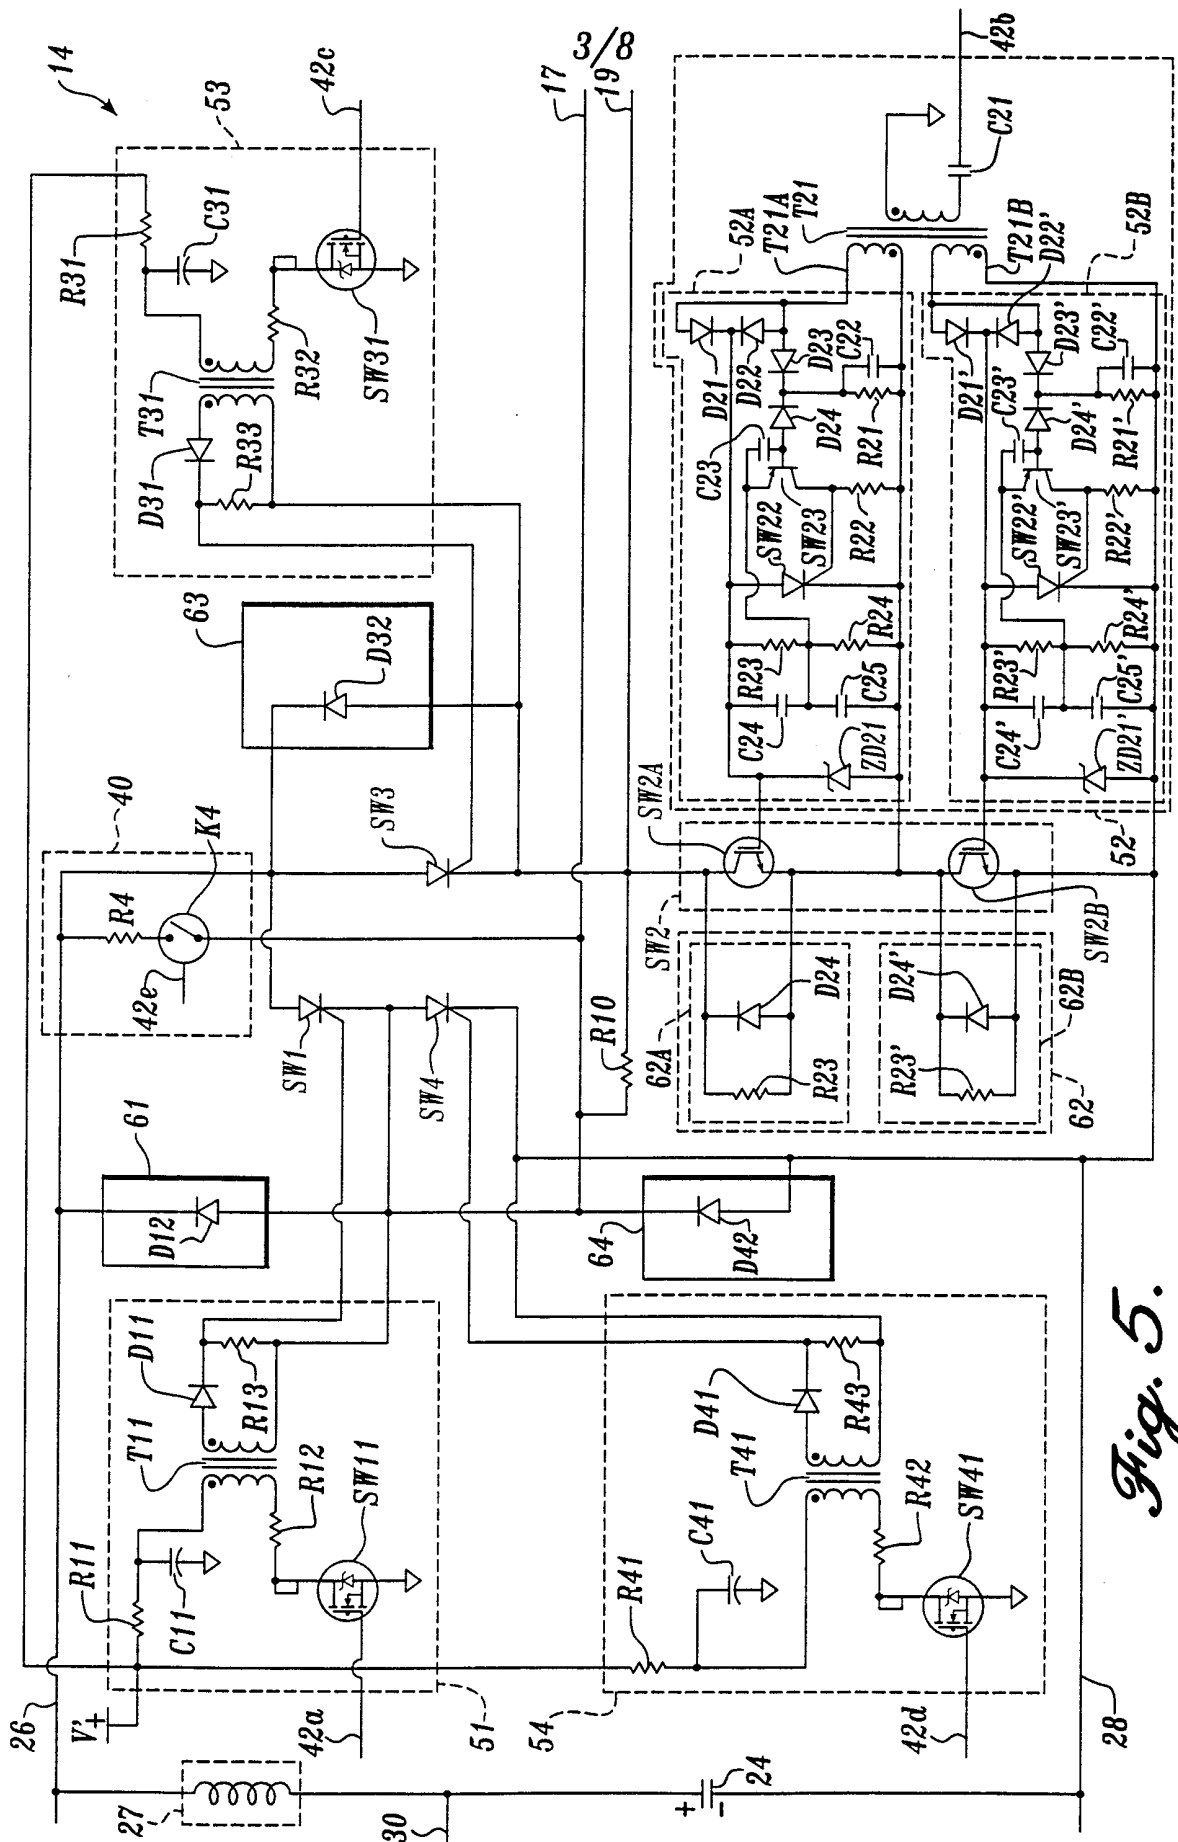 3/8
14
53
42c
R31
C31
T31
D31
R33
R32
SW31
63
D32
40
K4
R4
42e
SW3
SW1
SW4
17
19
R10
61
D12
64
D42
26
V'+
R11
C11
T11
D11
R13
R12
SW11
42a
51
27
30
24
+
-
54
R41
C41
T41
D41
R43
R42
SW41
42d
28
SW2
SW2A
SW2B
62A
D24
R23
62B
D24'
R23'
62
52
52A
T21A
T21
T21B
42b
C21
D22'
52B
D21
D22
D23
C22
C23
D24
R21
SW22
SW23
R22
R23
R24
C24
C25
ZD21
D21'
D23'
C22'
C23'
D24'
R21'
SW22'
SW23'
R22'
R23'
R24'
C24'
C25'
ZD21'
Fig. 5.